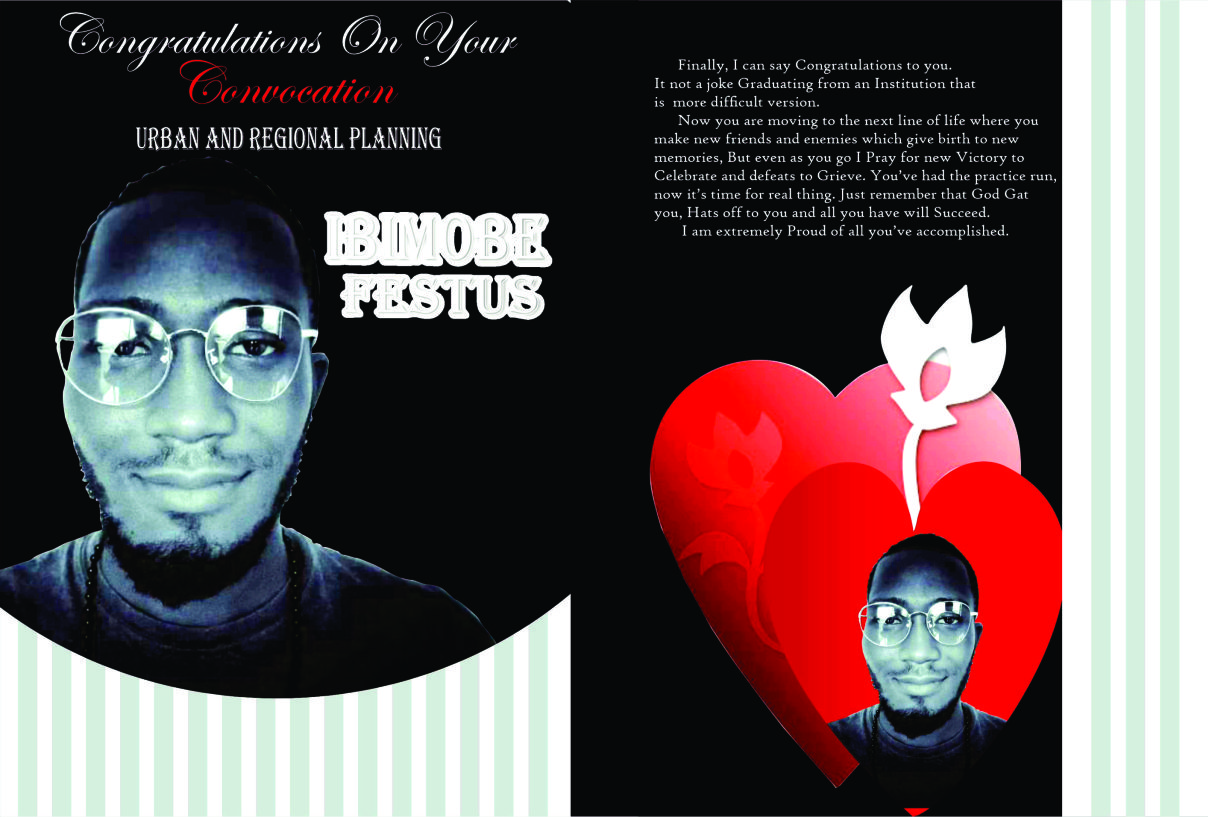 Congratulations On Your
Convocation
URBAN AND REGIONAL PLANNING
IBIMOBE
FESTUS
Finally, I can say Congratulations to you.
It not a joke Graduating from an Institution that
is more difficult version.
Now you are moving to the next line of life where you
make new friends and enemies which give birth to new
memories, But even as you go I Pray for new Victory to
Celebrate and defeats to Grieve. You've had the practice run,
now it's time for real thing. Just remember that God Gat
you, Hats off to you and all you have will Succeed.
I am extremely Proud of all you've accomplished.